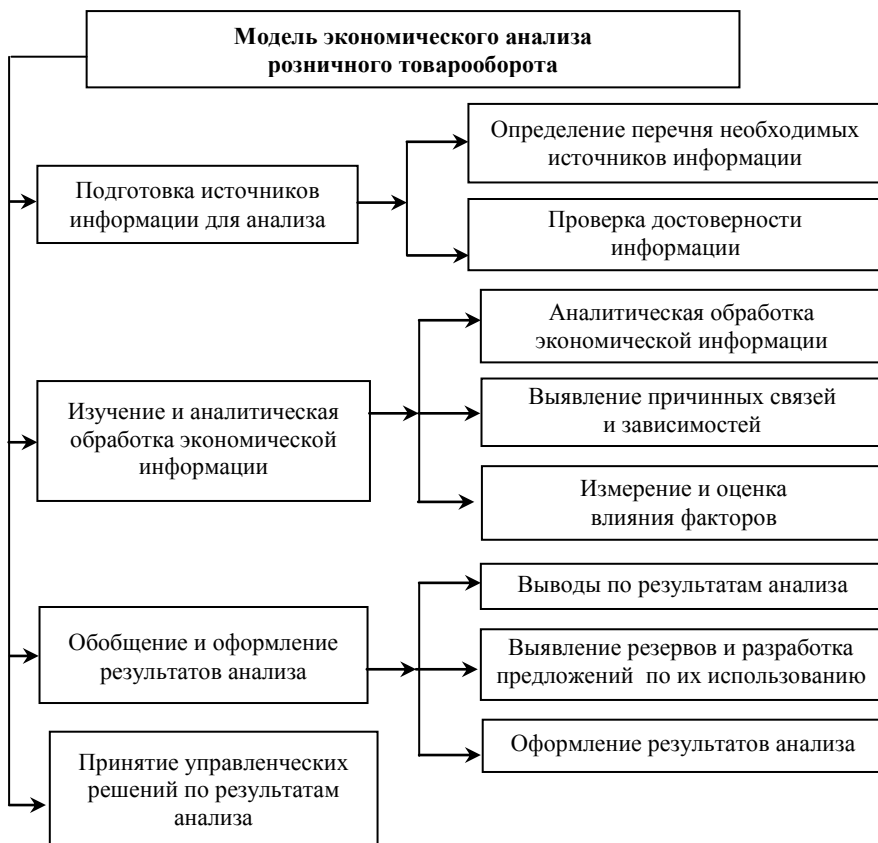 Модель экономического анализа
розничного товарооборота
Подготовка источников
информации для анализа
Определение перечня необходимых
источников информации
Проверка достоверности
информации
Изучение и аналитическая
обработка экономической
информации
Аналитическая обработка
экономической информации
Выявление причинных связей
и зависимостей
Измерение и оценка
влияния факторов
Обобщение и оформление
результатов анализа
Выводы по результатам анализа
Выявление резервов и разработка
предложений по их использованию
Оформление результатов анализа
Принятие управленческих
решений по результатам
анализа